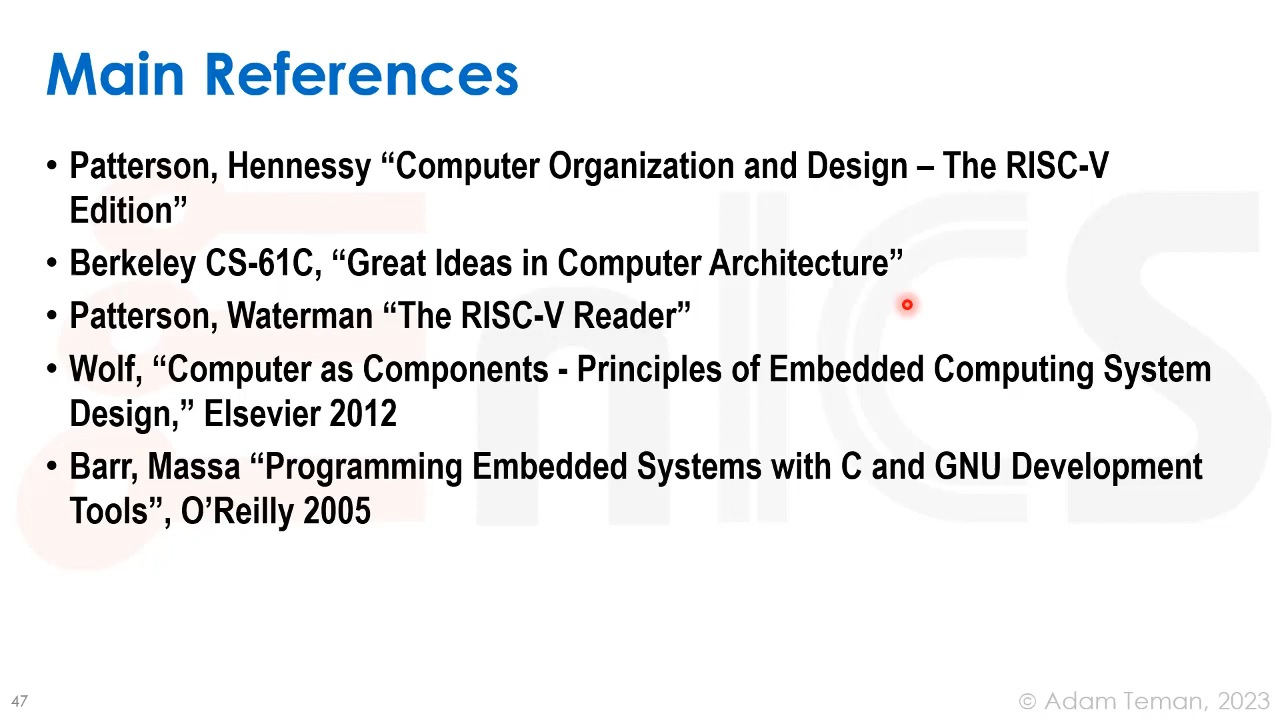 Main References
• Patterson, Hennessy “Computer Organization and Design – The RISC-V
Edition”
• Berkeley CS-61C, “Great Ideas in Computer Architecture”
• Patterson, Waterman “The RISC-V Reader”
• Wolf, “Computer as Components - Principles of Embedded Computing System
Design,” Elsevier 2012
• Barr, Massa “Programming Embedded Systems with C and GNU Development
Tools”, O’Reilly 2005
EnICS
47
© Adam Teman, 2023